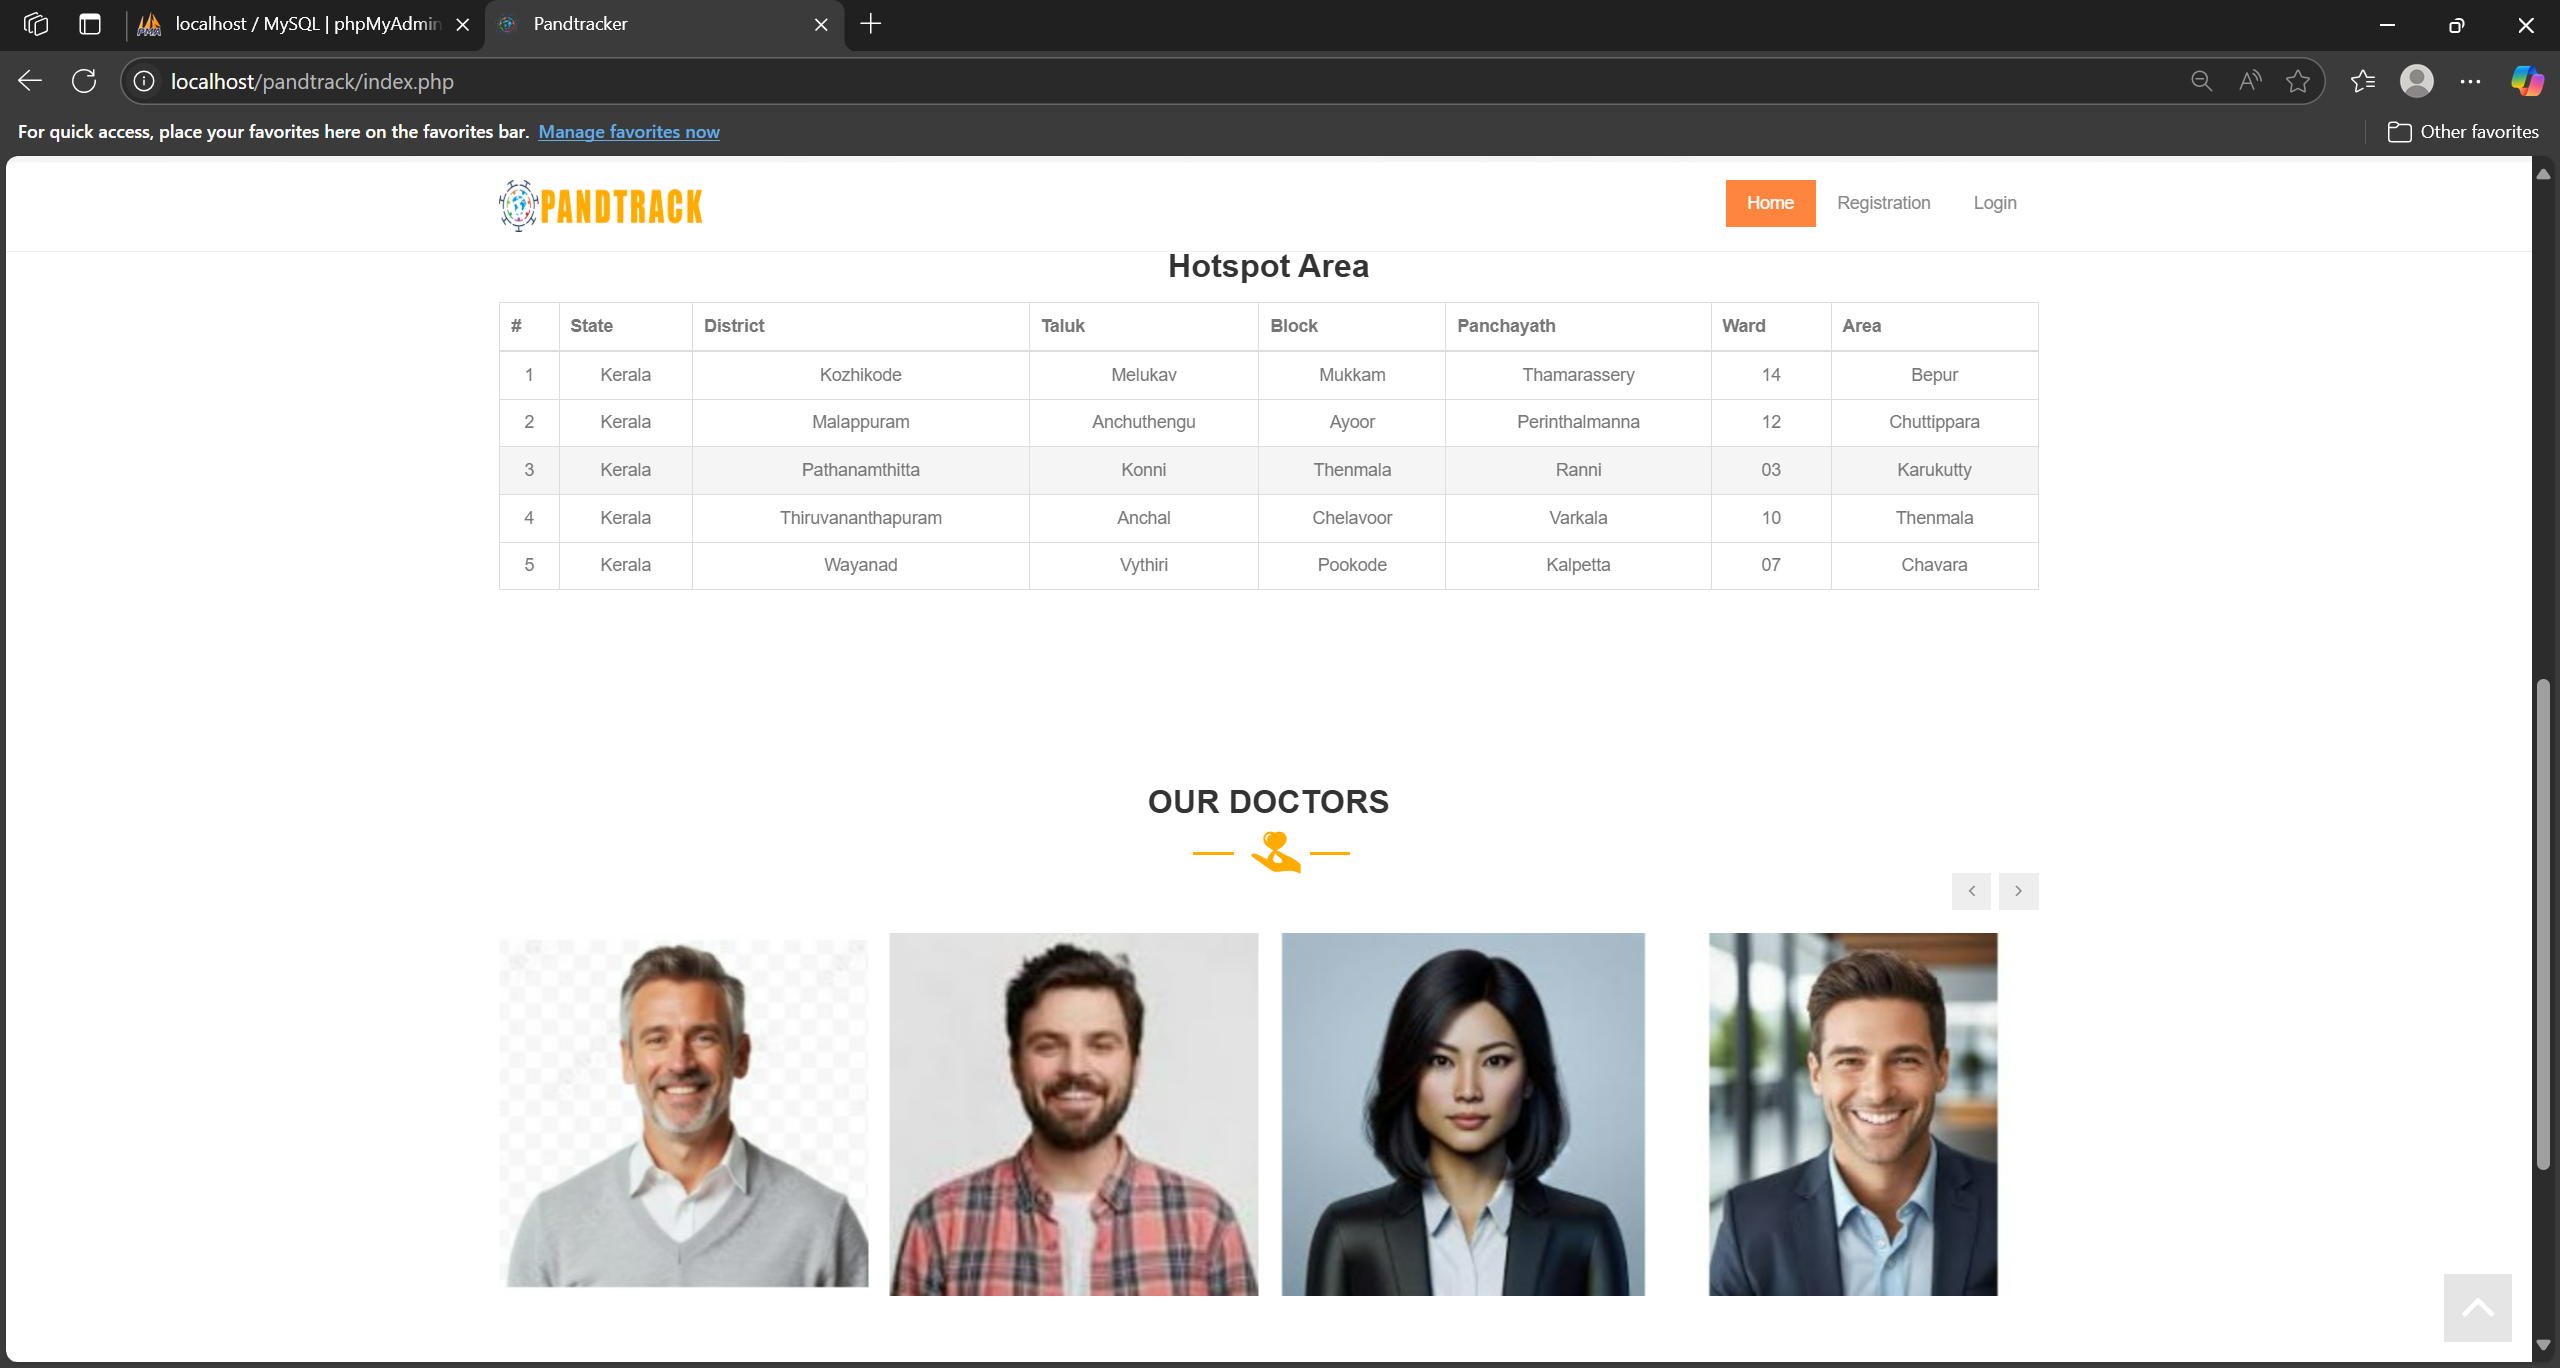 localhost / MySQL | phpMyAdmin
Pandtracker
localhost/pandtrack/index.php
For quick access, place your favorites here on the favorites bar. Manage favorites now
Other favorites
PANDTRACK
Home Registration Login
Hotspot Area
# State District Taluk Block Panchayath Ward Area
1 Kerala Kozhikode Melukav Mukkam Thamarassery 14 Bepur
2 Kerala Malappuram Anchuthengu Ayoor Perinthalmanna 12 Chuttippara
3 Kerala Pathanamthitta Konni Thenmala Ranni 03 Karukutty
4 Kerala Thiruvananthapuram Anchal Chelavoor Varkala 10 Thenmala
5 Kerala Wayanad Vythiri Pookode Kalpetta 07 Chavara
OUR DOCTORS